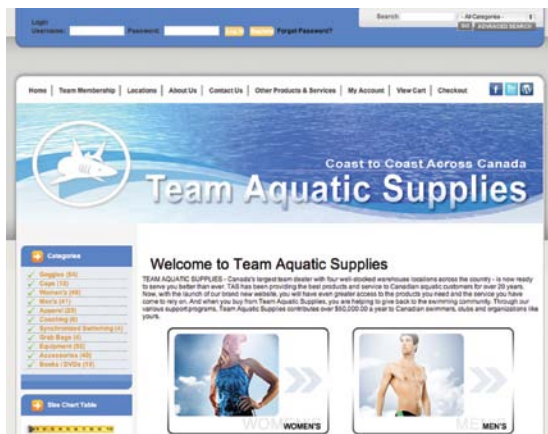 Login
Username: Password: Log In Register Forgot Password?
Search: - All Categories -
GO ADVANCED SEARCH
Home | Team Membership | Locations | About Us | Contact Us | Other Products & Services | My Account | View Cart | Checkout
Coast to Coast Across Canada
Team Aquatic Supplies
Categories
Goggles (54)
Caps (13)
Women's
Men's (41)
Apparel
Coaching
Synchronized Swimming (4)
Grab Bags (4)
Equipment
Accessories (40)
Books / DVDs
Size Chart Table
Welcome to Team Aquatic Supplies
TEAM AQUATIC SUPPLIES - Canada's largest team dealer with four well-stocked warehouse locations across the country - is now ready
to serve you better than ever. TAS has been providing the best products and service to Canadian aquatic customers for over 20 years.
Now, with the launch of our brand new website, you will have even greater access to the products you need and the service you have
come to rely on. And when you buy from Team Aquatic Supplies, you are helping to give back to the swimming community. Through our
various support programs, Team Aquatic Supplies contributes over $50,000.00 a year to Canadian swimmers, clubs and organizations like
yours.
WOMEN'S WOMEN'S
MEN'S MEN'S